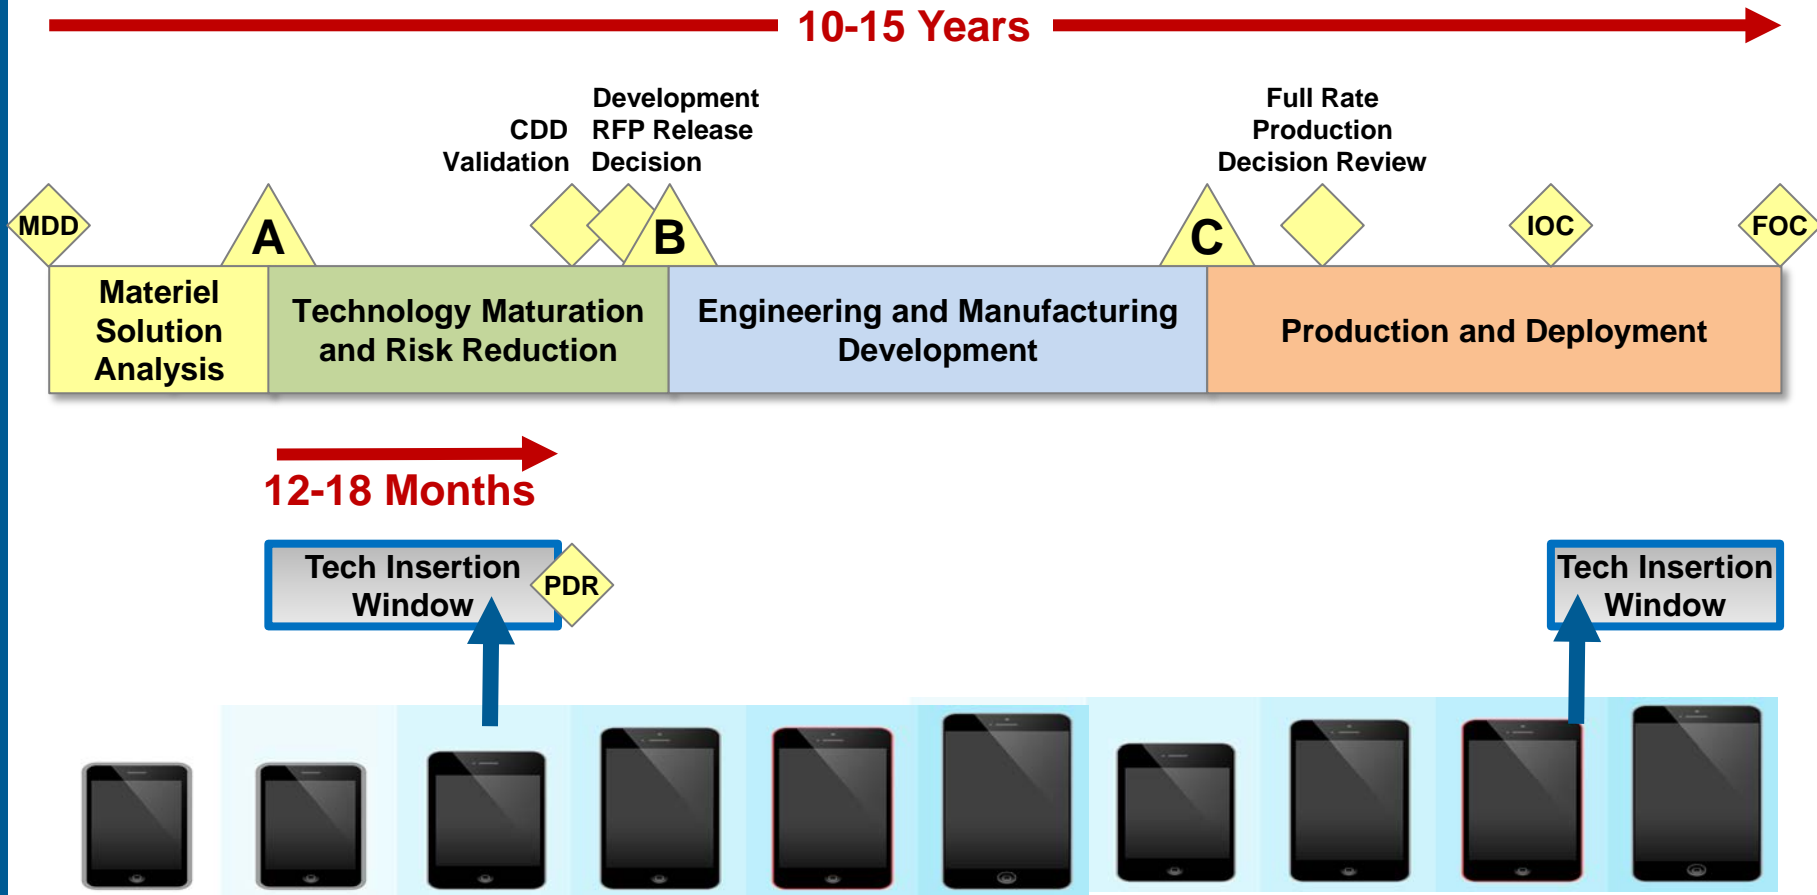 10-15 Years
CDD
Validation
Development
RFP Release
Decision
Full Rate
Production
Decision Review
MDD
A
B
C
IOC
FOC
Materiel
Solution
Analysis
Technology Maturation
and Risk Reduction
Engineering and Manufacturing
Development
Production and Deployment
12-18 Months
Tech Insertion
Window
PDR
Tech Insertion
Window